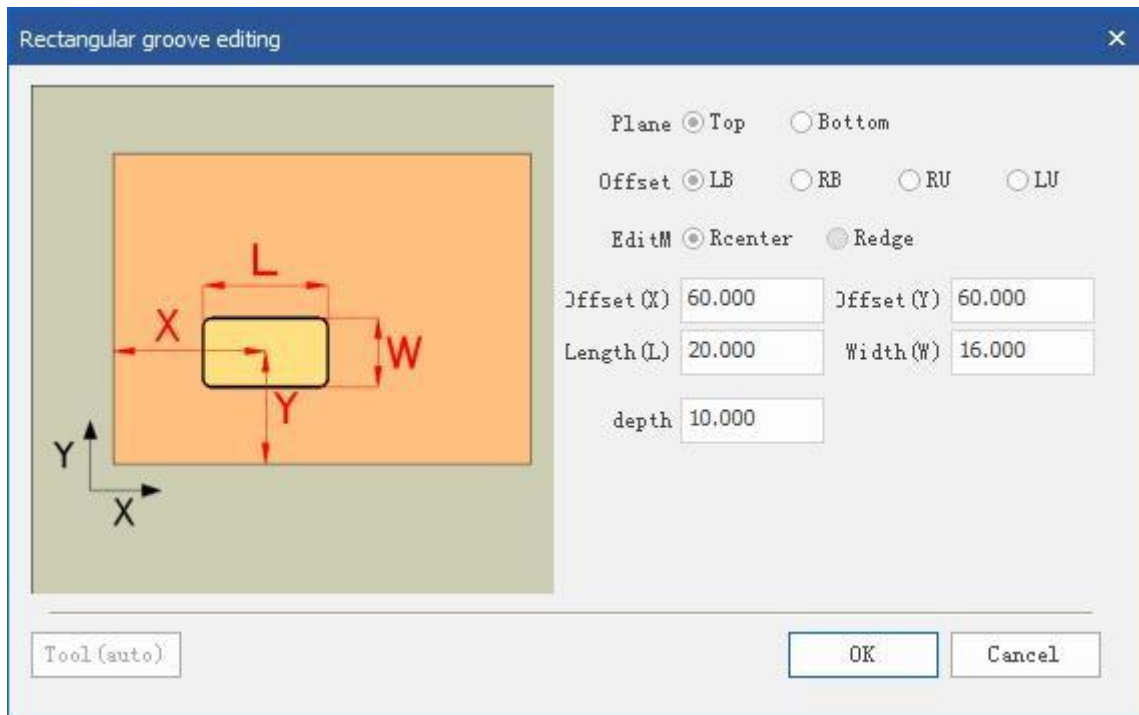 Rectangular groove editing
Plane Top Bottom
Offset LB RB RU LU
EditM Rcenter Redge
Offset(X) 60.000 Offset(Y) 60.000
Length(L) 20.000 Width(W) 16.000
depth 10.000
L
X
W
Y
Y
X
Tool(auto)
OK
Cancel